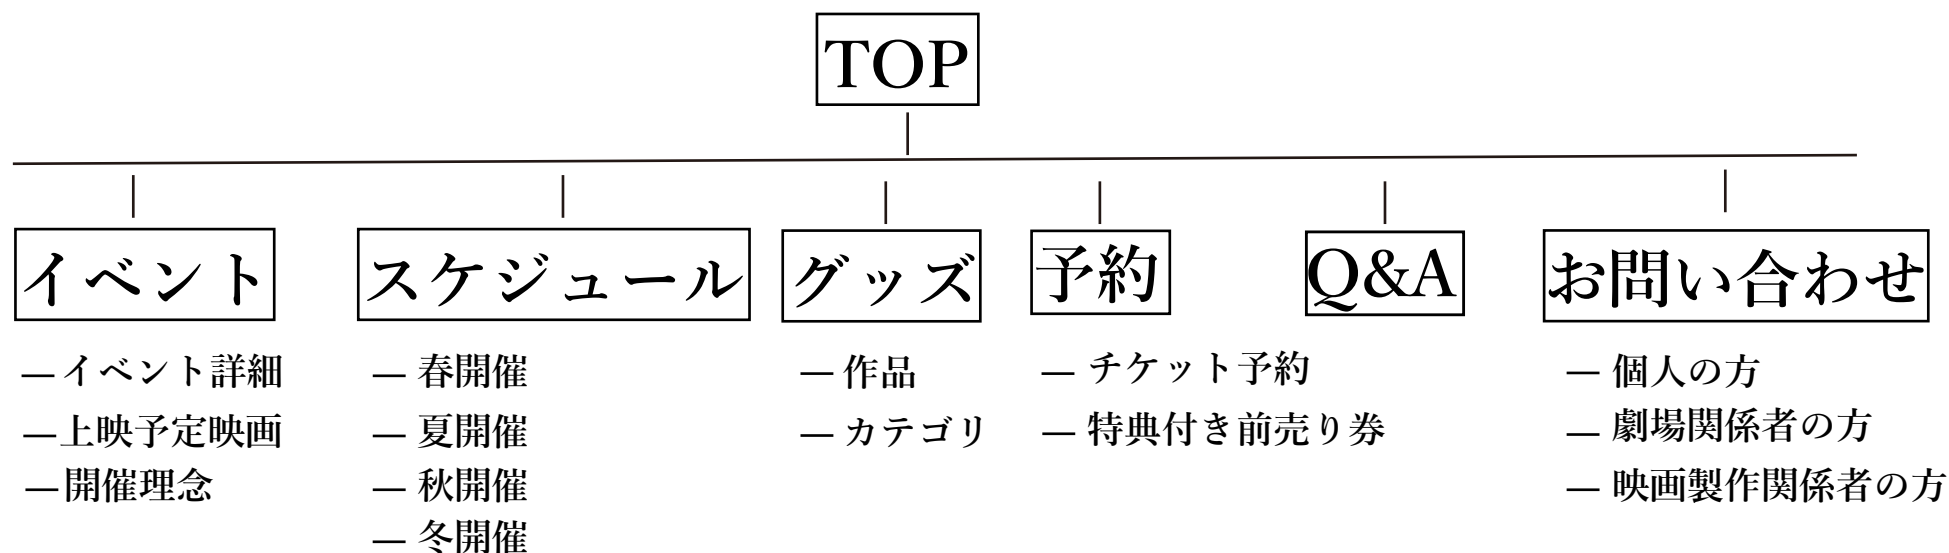 TOP
イベント
スケジュール
グッズ
予約
Q&A
お問い合わせ
イベント詳細
上映予定映画
開催理念
春開催
夏開催
秋開催
冬開催
作品
カテゴリ
チケット予約
特典付き前売り券
個人の方
劇場関係者の方
映画製作関係者の方